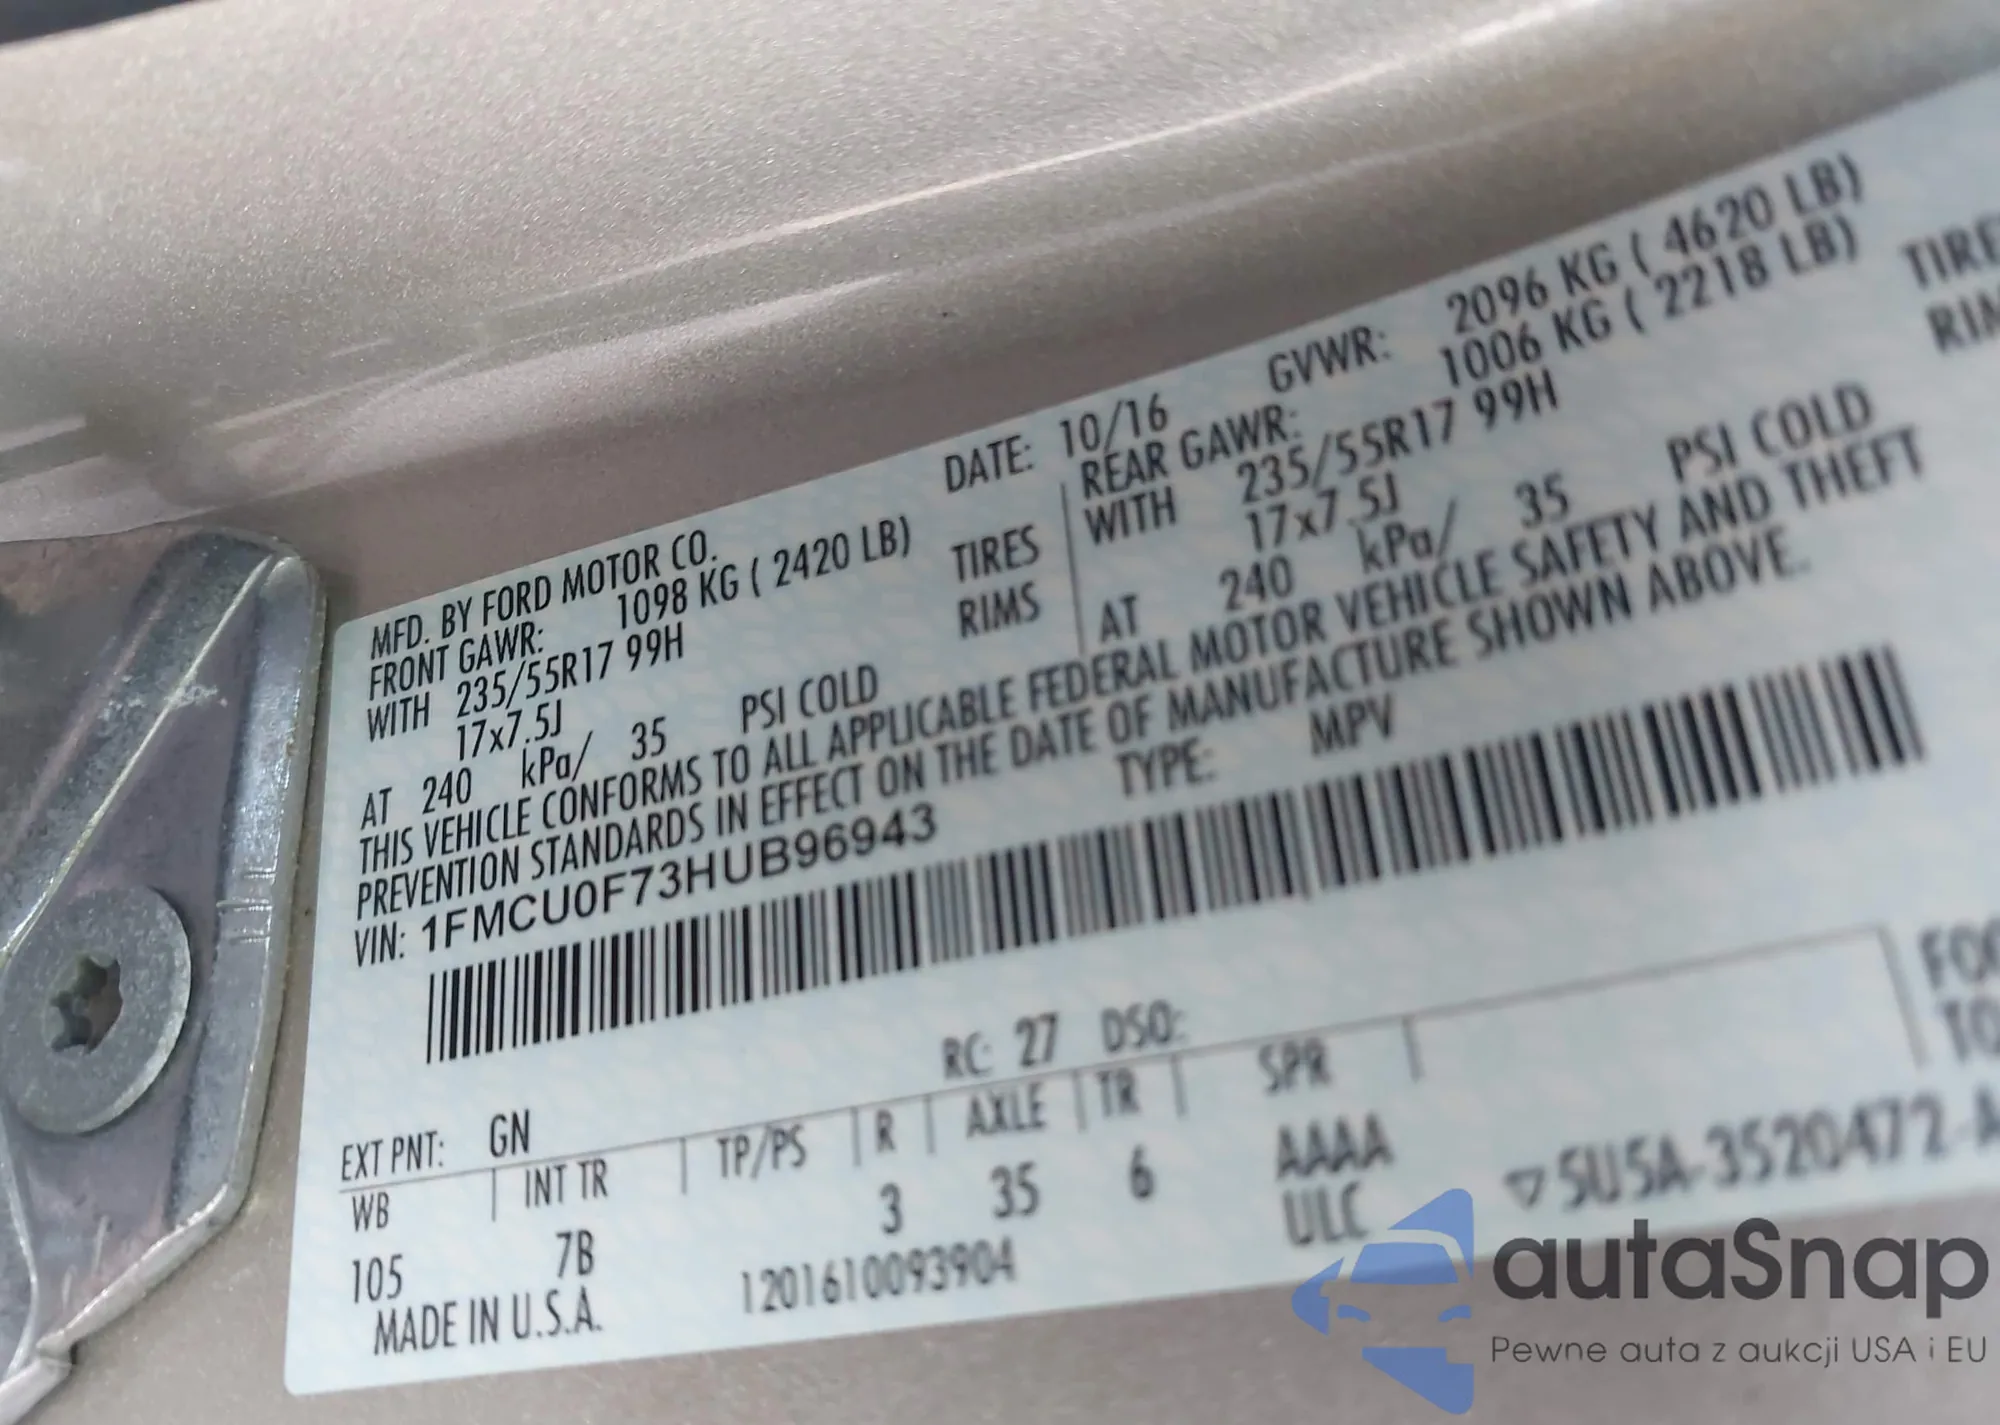 MFD. BY FORD MOTOR CO. DATE: 10/16 GVWR: 2096 KG ( 4620 LB)
FRONT GAWR: 1098 KG ( 2420 LB) REAR GAWR: 1006 KG ( 2218 LB)
WITH 235/55R17 99H TIRES WITH 235/55R17 99H TIRE
17x7.5J RIMS 17x7.5J
AT 240 kPa/ 35 PSI COLD AT 240 kPa/ 35 PSI COLD
THIS VEHICLE CONFORMS TO ALL APPLICABLE FEDERAL MOTOR VEHICLE SAFETY AND THEFT
PREVENTION STANDARDS IN EFFECT ON THE DATE OF MANUFACTURE SHOWN ABOVE.
VIN: 1FMCU0F73HUB96943 TYPE: MPV
EXT PNT: GN RC: 27 DSO:
WB INT TR TP/PS R AXLE TR SPR
105 7B 3 35 6 AAAA
ULC
MADE IN U.S.A. 1201610093904
▽5U5A-3520472-A
autaSnap
Pewne auta z aukcji USA i EU